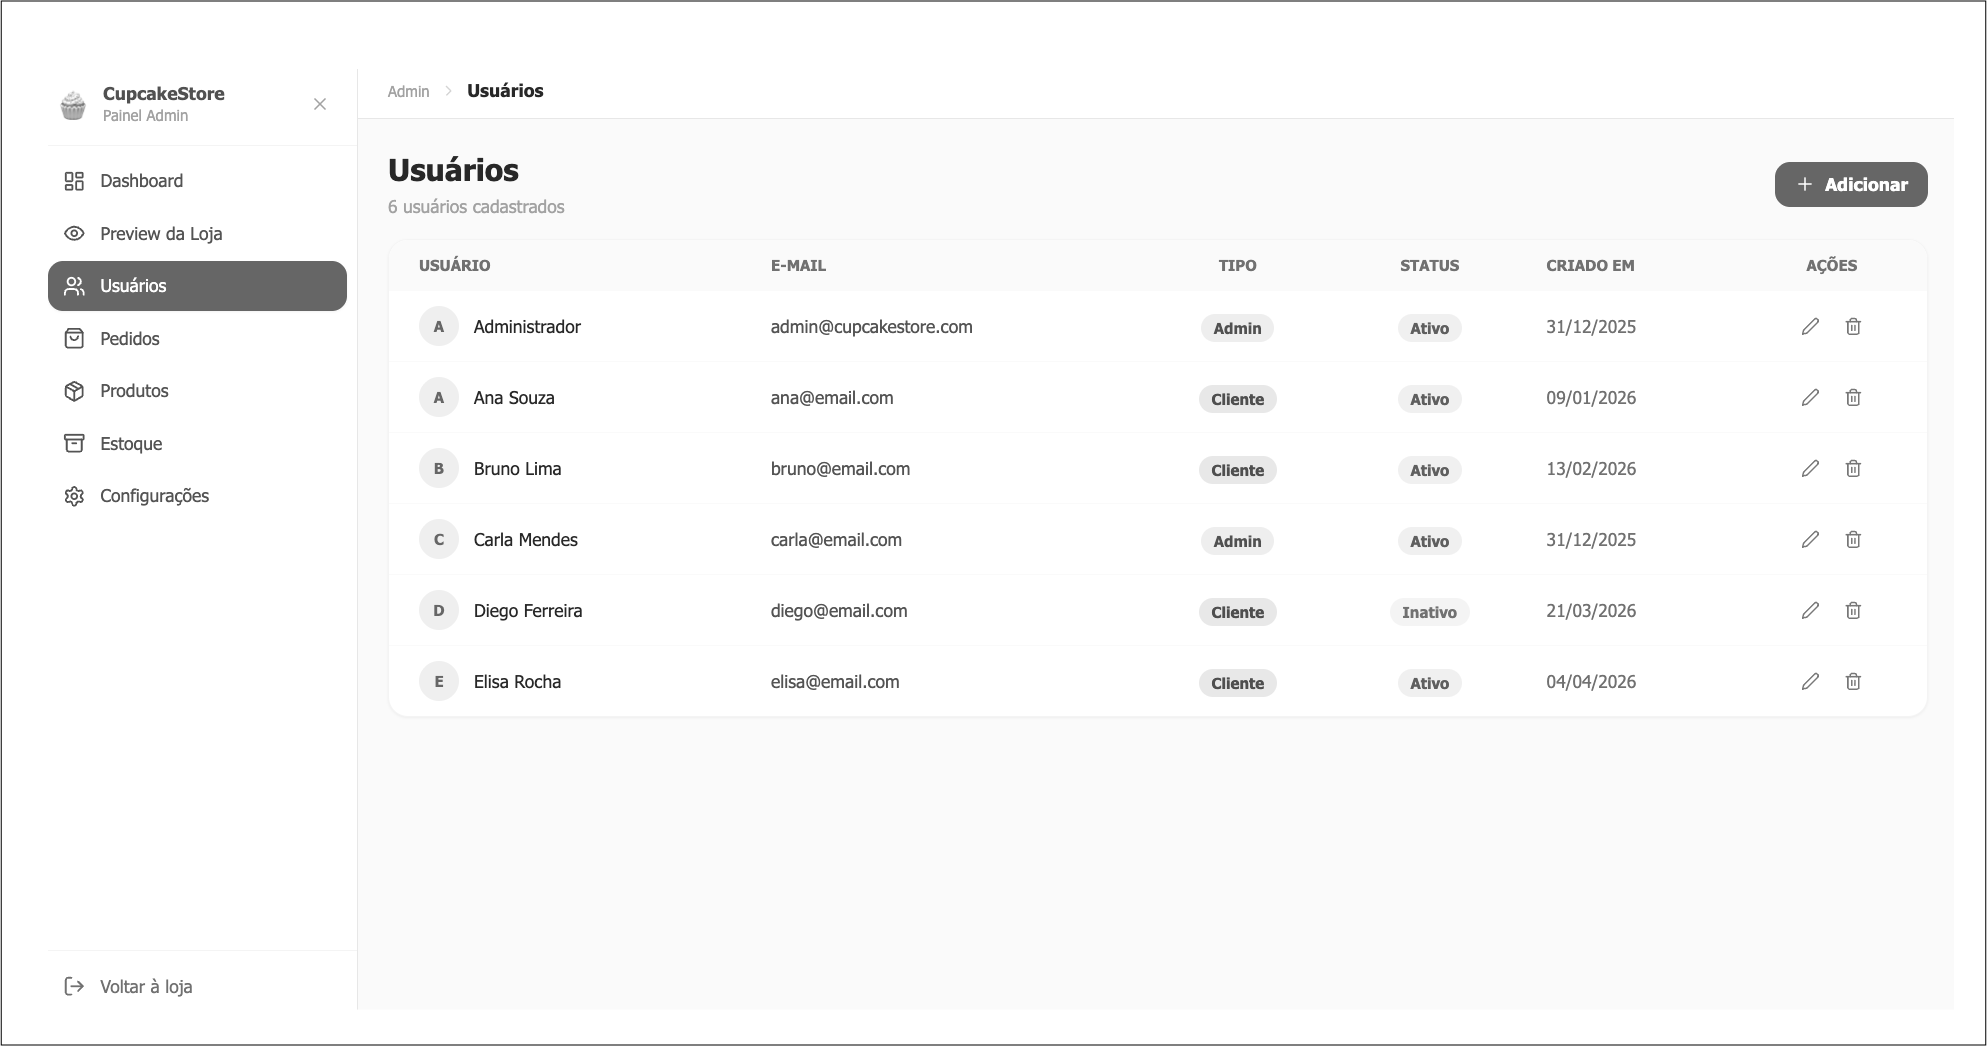 CupcakeStore
Painel Admin
Dashboard
Preview da Loja
Usuários
Pedidos
Produtos
Estoque
Configurações
Voltar à loja
Admin > Usuários
Usuários
6 usuários cadastrados
+ Adicionar
USUÁRIO E-MAIL TIPO STATUS CRIADO EM AÇÕES
A Administrador admin@cupcakestore.com Admin Ativo 31/12/2025
A Ana Souza ana@email.com Cliente Ativo 09/01/2026
B Bruno Lima bruno@email.com Cliente Ativo 13/02/2026
C Carla Mendes carla@email.com Admin Ativo 31/12/2025
D Diego Ferreira diego@email.com Cliente Inativo 21/03/2026
E Elisa Rocha elisa@email.com Cliente Ativo 04/04/2026